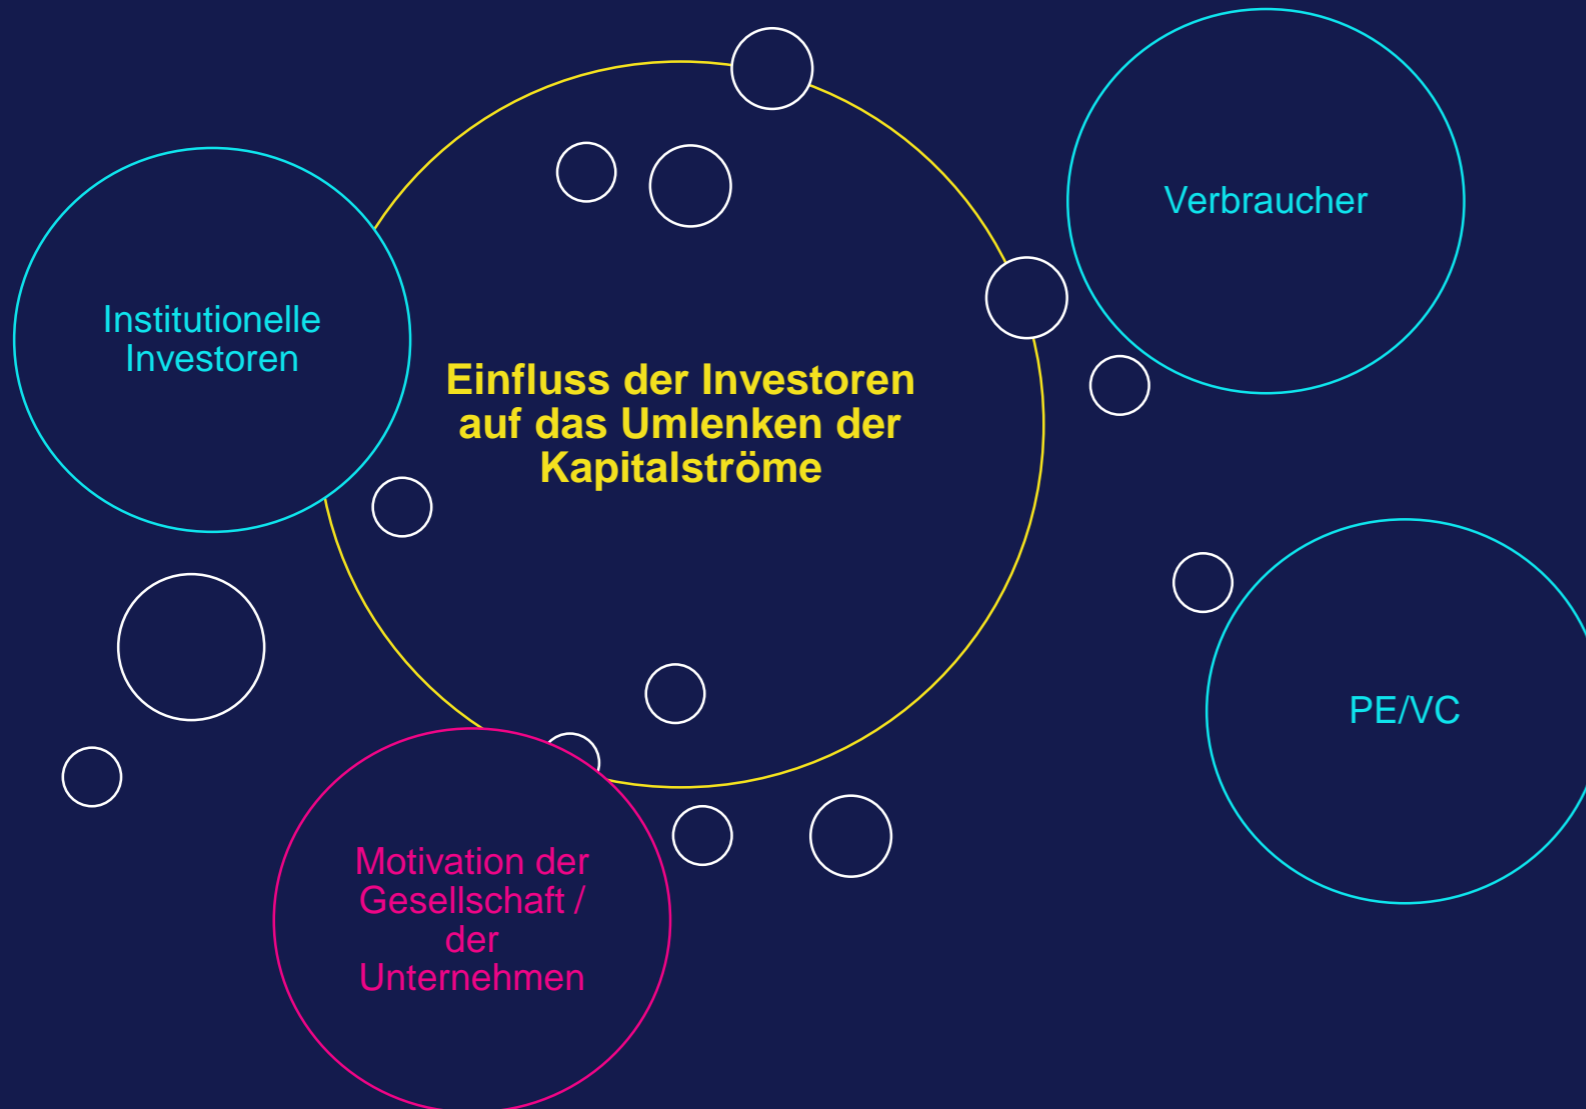 Verbraucher
Institutionelle
Investoren
Einfluss der Investoren
auf das Umlenken der
Kapitalströme
PE/VC
Motivation der
Gesellschaft /
der
Unternehmen